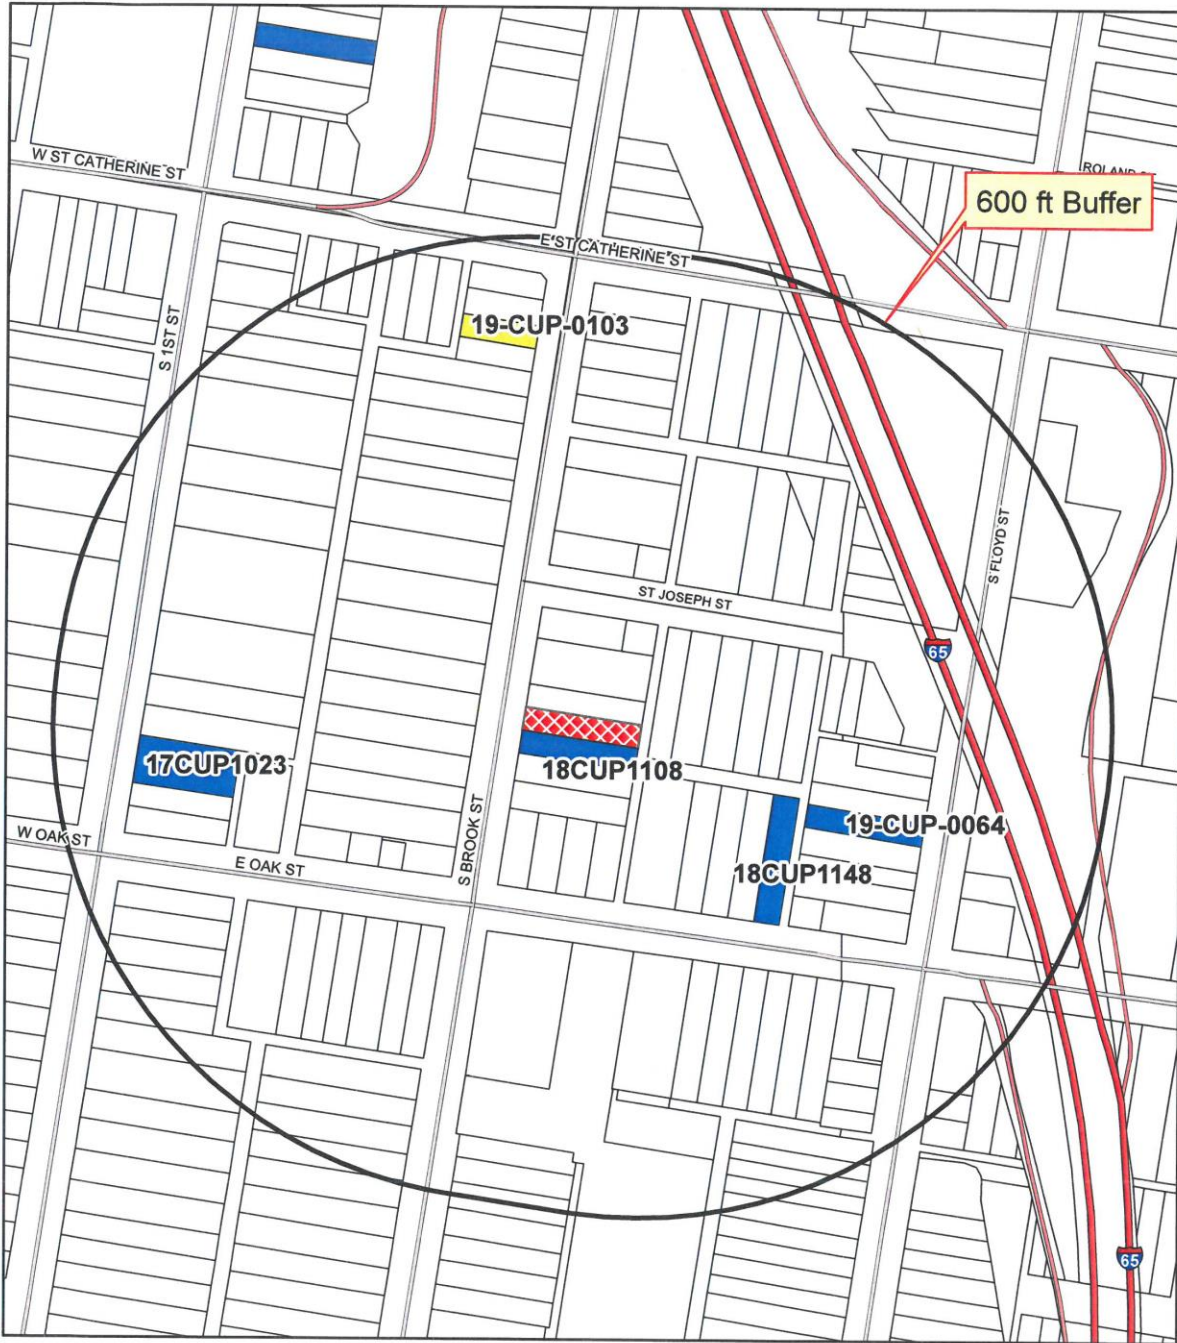 W ST CATHERINE ST
600 ft Buffer
E ST CATHERINE ST
S 1ST ST
19-CUP-0103
S FLOYD ST
ST JOSEPH ST
65
17CUP1023
18CUP1108
S BROOK ST
19-CUP-0064
W OAK ST
E OAK ST
18CUP1148
65